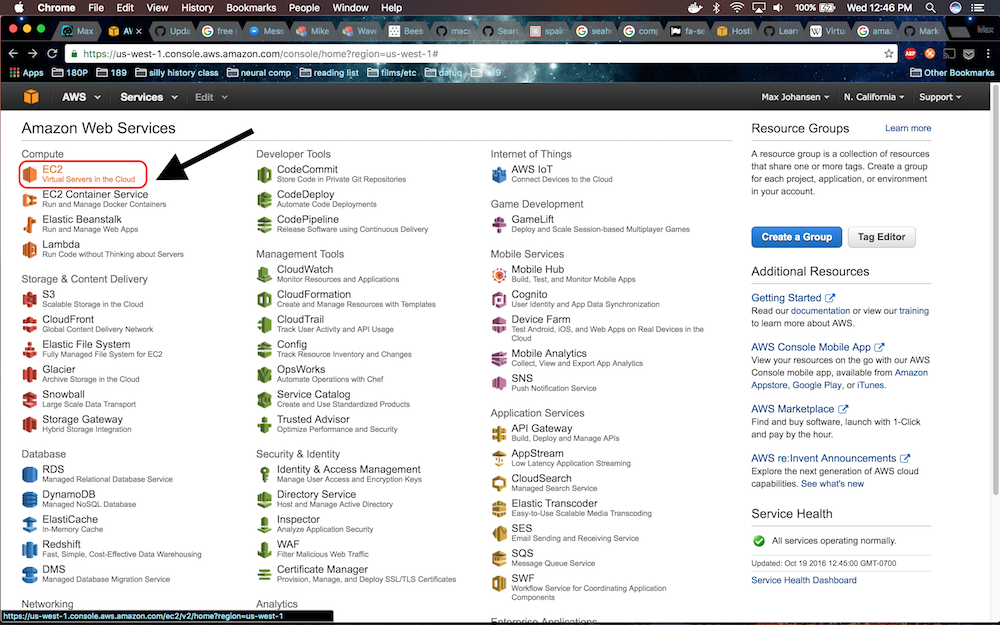 Chrome File Edit View History Bookmarks People Window Help 100% Wed 12:46 PM
Max AW Upda free Mess Mike Wave Bees mac Sear spair seah com fa-se Host Lear Virtu ama Mark Max
https://us-west-1.console.aws.amazon.com/console/home?region=us-west-1#
Apps 180P 189 silly history class neural comp reading list films/etc dafuq Other Bookmarks
AWS Services Edit Max Johansen N. California Support
Amazon Web Services
Compute
EC2
Virtual Servers in the Cloud
EC2 Container Service
Run and Manage Docker Containers
Elastic Beanstalk
Run and Manage Web Apps
Lambda
Run Code without Thinking about Servers
Storage & Content Delivery
S3
Scalable Storage in the Cloud
CloudFront
Global Content Delivery Network
Elastic File System
Fully Managed File System for EC2
Glacier
Archive Storage in the Cloud
Snowball
Large Scale Data Transport
Storage Gateway
Hybrid Storage Integration
Database
RDS
Managed Relational Database Service
DynamoDB
Managed NoSQL Database
ElastiCache
In-Memory Cache
Redshift
Fast, Simple, Cost-Effective Data Warehousing
DMS
Managed Database Migration Service
Networking
Developer Tools
CodeCommit
Store Code in Private Git Repositories
CodeDeploy
Automate Code Deployments
CodePipeline
Release Software using Continuous Delivery
Management Tools
CloudWatch
Monitor Resources and Applications
CloudFormation
Create and Manage Resources with Templates
CloudTrail
Track User Activity and API Usage
Config
Track Resource Inventory and Changes
OpsWorks
Automate Operations with Chef
Service Catalog
Create and Use Standardized Products
Trusted Advisor
Optimize Performance and Security
Security & Identity
Identity & Access Management
Manage User Access and Encryption Keys
Directory Service
Host and Manage Active Directory
Inspector
Analyze Application Security
WAF
Filter Malicious Web Traffic
Certificate Manager
Provision, Manage, and Deploy SSL/TLS Certificates
Analytics
Internet of Things
AWS IoT
Connect Devices to the Cloud
Game Development
GameLift
Deploy and Scale Session-based Multiplayer Games
Mobile Services
Mobile Hub
Build, Test, and Monitor Mobile Apps
Cognito
User Identity and App Data Synchronization
Device Farm
Test Android, iOS, and Web Apps on Real Devices in the
Cloud
Mobile Analytics
Collect, View and Export App Analytics
SNS
Push Notification Service
Application Services
API Gateway
Build, Deploy and Manage APIs
AppStream
Low Latency Application Streaming
CloudSearch
Managed Search Service
Elastic Transcoder
Easy-to-Use Scalable Media Transcoding
SES
Email Sending and Receiving Service
SQS
Message Queue Service
SWF
Workflow Service for Coordinating Application
Components
Enterprise Applications
Resource Groups Learn more
A resource group is a collection of resources
that share one or more tags. Create a group
for each project, application, or environment
in your account.
Create a Group Tag Editor
Additional Resources
Getting Started
Read our documentation or view our training
to learn more about AWS.
AWS Console Mobile App
View your resources on the go with our AWS
Console mobile app, available from Amazon
Appstore, Google Play, or iTunes.
AWS Marketplace
Find and buy software, launch with 1-Click
and pay by the hour.
AWS re:Invent Announcements
Explore the next generation of AWS cloud
capabilities. See what's new
Service Health
All services operating normally.
Updated: Oct 19 2016 12:45:00 GMT-0700
Service Health Dashboard
https://us-west-1.console.aws.amazon.com/ec2/v2/home?region=us-west-1